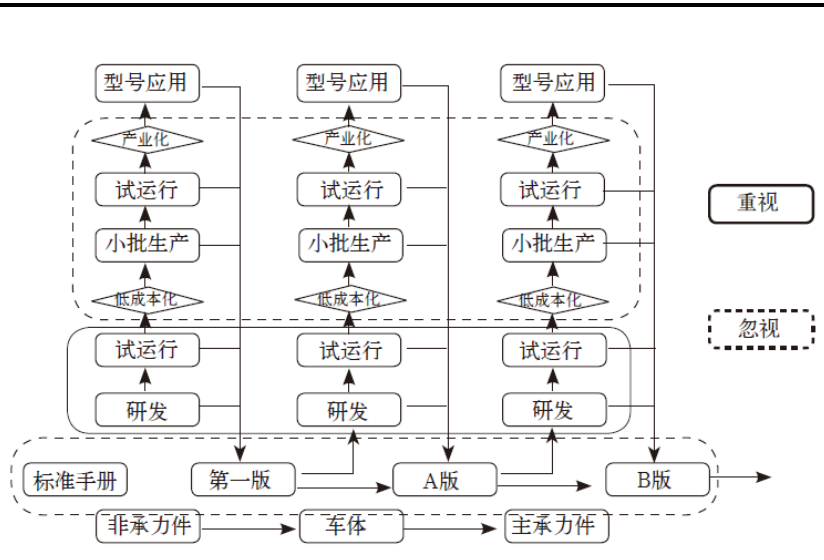 型号应用 型号应用 型号应用
产业化 产业化 产业化
试运行 试运行 试运行
重视
小批生产 小批生产 小批生产
低成本化 低成本化 低成本化
忽视
试运行 试运行 试运行
研发 研发 研发
标准手册 第一版 A版 B版
非承力件 车体 主承力件